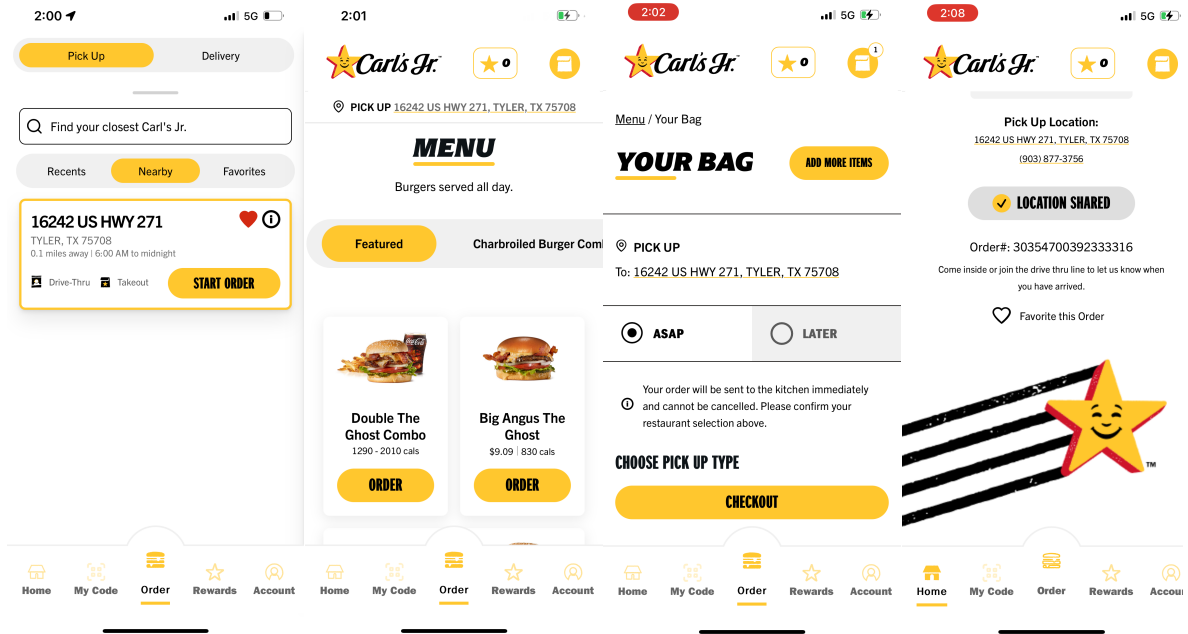 2:00
5G
Pick Up
Delivery
Find your closest Carl's Jr.
Recents
Nearby
Favorites
16242 US HWY 271
TYLER, TX 75708
0.1 miles away | 6:00 AM to midnight
Drive-Thru
Takeout
START ORDER
Home
My Code
Order
Rewards
Account
2:01
Carl's Jr.™
0
PICK UP 16242 US HWY 271, TYLER, TX 75708
MENU
Burgers served all day.
Featured
Charbroiled Burger Com
Coca-Cola
Double The
Ghost Combo
1290 - 2010 cals
ORDER
Big Angus The
Ghost
$9.09 | 830 cals
ORDER
Home
My Code
Order
Rewards
Account
2:02
5G
Carl's Jr.™
0
1
Menu / Your Bag
YOUR BAG
ADD MORE ITEMS
PICK UP
To: 16242 US HWY 271, TYLER, TX 75708
ASAP
LATER
Your order will be sent to the kitchen immediately
and cannot be cancelled. Please confirm your
restaurant selection above.
CHOOSE PICK UP TYPE
CHECKOUT
Home
My Code
Order
Rewards
Account
2:08
5G
Carl's Jr.™
0
Pick Up Location:
16242 US HWY 271, TYLER, TX 75708
(903) 877-3756
LOCATION SHARED
Order#: 30354700392333316
Come inside or join the drive thru line to let us know when
you have arrived.
Favorite this Order
™
Home
My Code
Order
Rewards
Accou